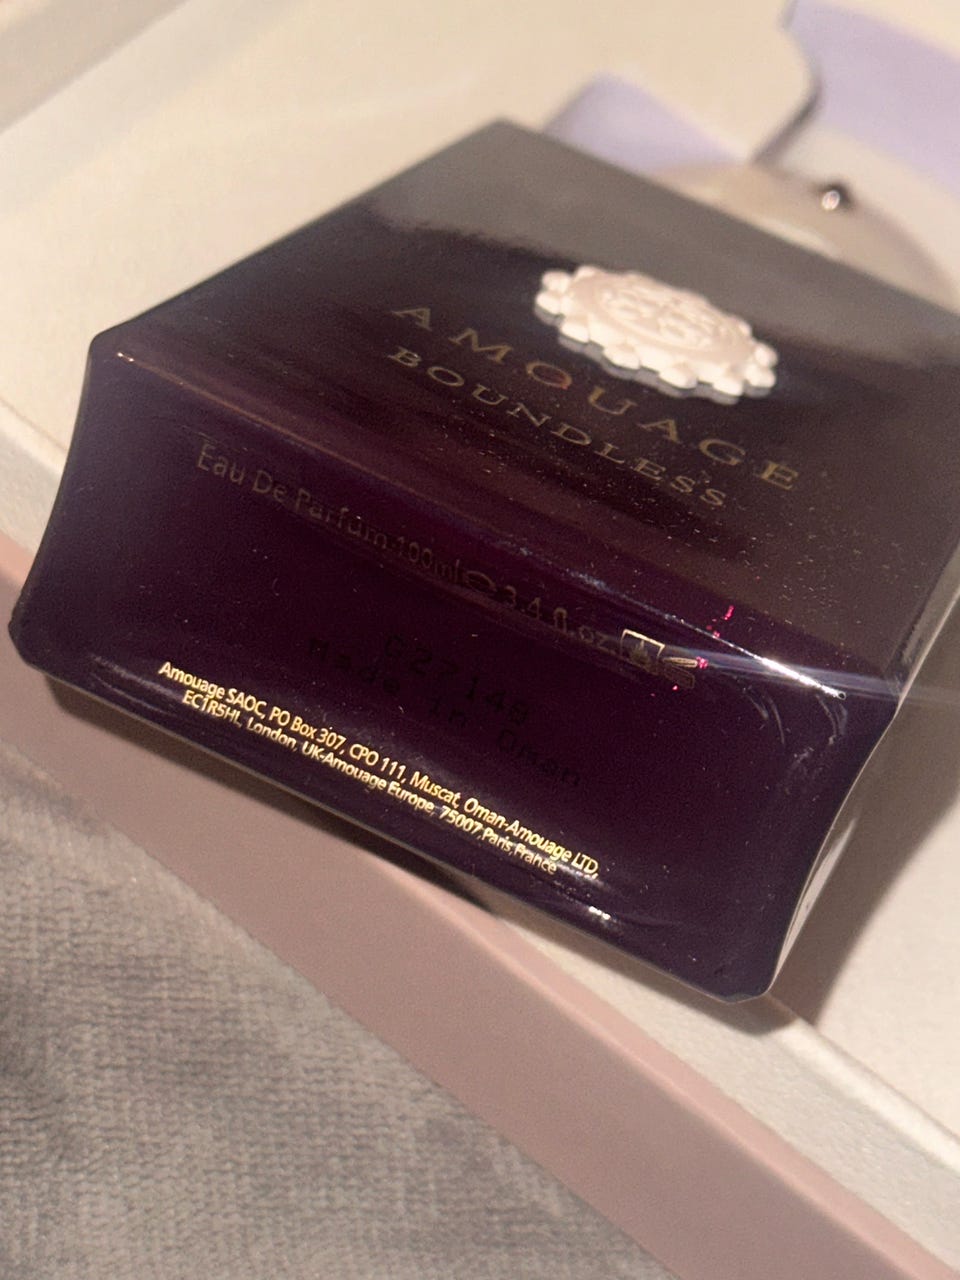 AMOUAGE
BOUNDLESS
Eau De Parfum 100ml ℮ 3.4 fl.oz
Made in Oman
Amouage SAOC, PO Box 307, CPO 111, Muscat, Oman-Amouage LTD,
EC1R5HL, London, UK-Amouage Europe, 75007,Paris,France